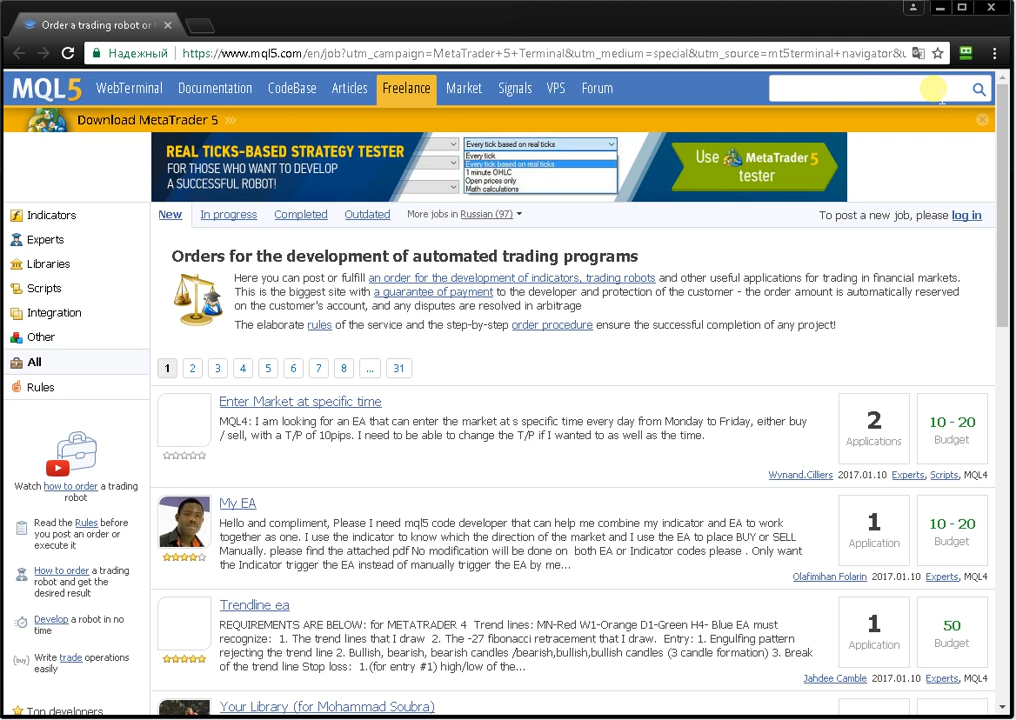 Order a trading robot or
Надежный https://www.mql5.com/en/job?utm_campaign=MetaTrader+5+Terminal&utm_medium=special&utm_source=mt5terminal+navigator&u
MQL5 WebTerminal Documentation CodeBase Articles Freelance Market Signals VPS Forum
Download MetaTrader 5
REAL TICKS-BASED STRATEGY TESTER
FOR THOSE WHO WANT TO DEVELOP
A SUCCESSFUL ROBOT!
Every tick based on real ticks
Every tick
Every tick based on real ticks
1 minute OHLC
Open prices only
Math calculations
Use MetaTrader 5
tester
Indicators
Experts
Libraries
Scripts
Integration
Other
All
Rules
Watch how to order a trading
robot
Read the Rules before
you post an order or
execute it
How to order a trading
robot and get the
desired result
Develop a robot in no
time
Write trade operations
easily
Top developers
New In progress Completed Outdated More jobs in Russian (97) To post a new job, please log in
Orders for the development of automated trading programs
Here you can post or fulfill an order for the development of indicators, trading robots and other useful applications for trading in financial markets.
This is the biggest site with a guarantee of payment to the developer and protection of the customer - the order amount is automatically reserved
on the customer's account, and any disputes are resolved in arbitrage
The elaborate rules of the service and the step-by-step order procedure ensure the successful completion of any project!
1 2 3 4 5 6 7 8 ... 31
Enter Market at specific time
MQL4: I am looking for an EA that can enter the market at s specific time every day from Monday to Friday, either buy
/ sell, with a T/P of 10pips. I need to be able to change the T/P if I wanted to as well as the time.
2
Applications
10 - 20
Budget
Wynand.Cilliers 2017.01.10 Experts, Scripts, MQL4
My EA
Hello and compliment, Please I need mql5 code developer that can help me combine my indicator and EA to work
together as one. I use the indicator to know which the direction of the market and I use the EA to place BUY or SELL
Manually. please find the attached pdf No modification will be done on both EA or Indicator codes please . Only want
the Indicator trigger the EA instead of manually trigger the EA by me...
1
Application
10 - 20
Budget
Olafimihan Folarin 2017.01.10 Experts, MQL4
Trendline ea
REQUIREMENTS ARE BELOW: for METATRADER 4 Trend lines: MN-Red W1-Orange D1-Green H4- Blue EA must
recognize: 1. The trend lines that I draw 2. The -27 fibonacci retracement that I draw. Entry: 1. Engulfing pattern
rejecting the trend line 2. Bullish, bearish, bearish candles /bearish,bullish,bullish candles (3 candle formation) 3. Break
of the trend line Stop loss: 1.(for entry #1) high/low of the...
1
Application
50
Budget
Jahdee Camble 2017.01.10 Experts, MQL4
Your Library (for Mohammad Soubra)